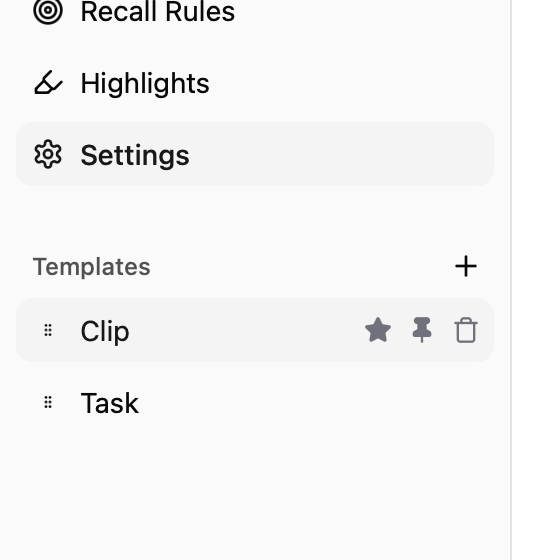 Recall Rules
Highlights
Settings
Templates
Clip
Task